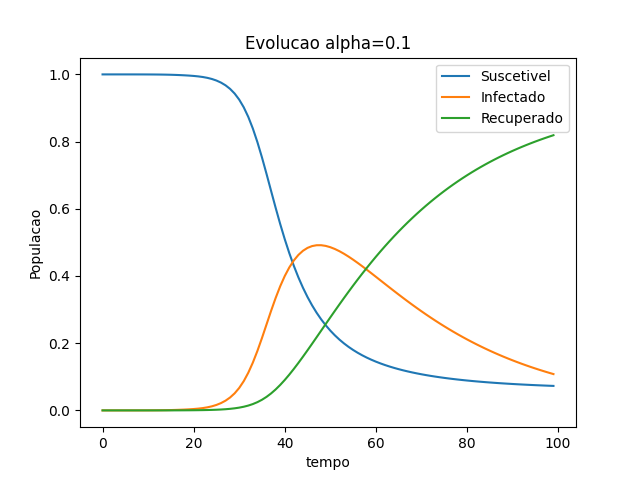 Evolucao alpha=0.1
Suscetivel
Infectado
Recuperado
1.0
0.8
0.6
0.4
0.2
0.0
Populacao
0 20 40 60 80 100
tempo